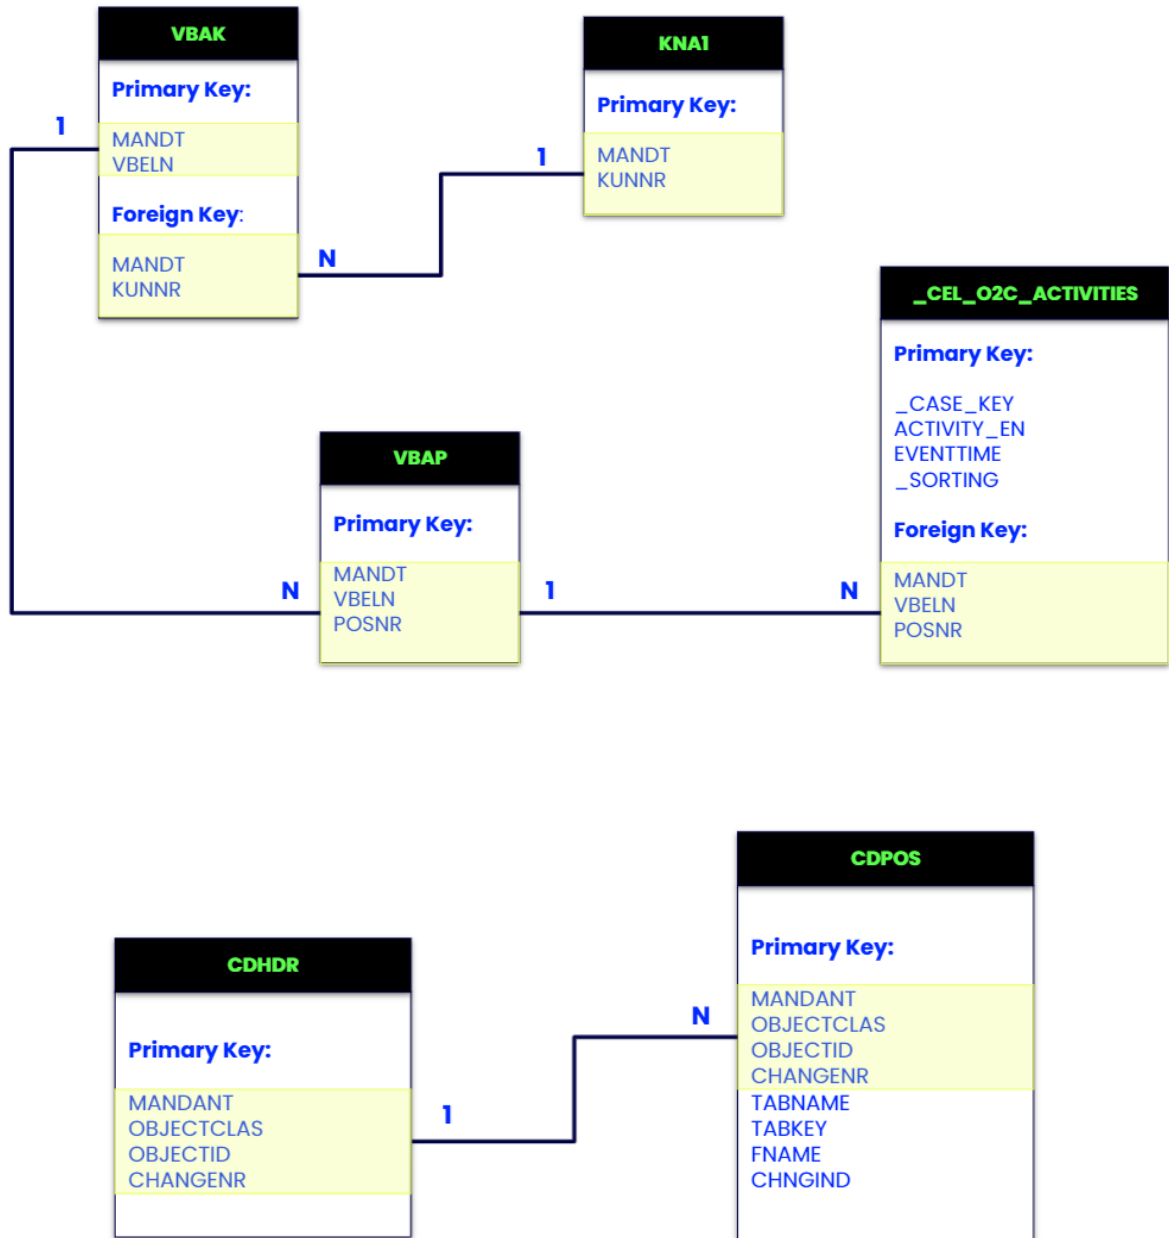 VBAK
Primary Key:
1
MANDT
VBELN
Foreign Key:
N
MANDT
KUNNR
KNA1
Primary Key:
1
MANDT
KUNNR
_CEL_O2C_ACTIVITIES
Primary Key:
_CASE_KEY
ACTIVITY_EN
EVENTTIME
_SORTING
Foreign Key:
N
MANDT
VBELN
POSNR
VBAP
Primary Key:
N
MANDT
VBELN
POSNR
1
CDPOS
Primary Key:
N
MANDANT
OBJECTCLAS
OBJECTID
CHANGENR
TABNAME
TABKEY
FNAME
CHNGIND
CDHDR
Primary Key:
MANDANT
OBJECTCLAS
OBJECTID
CHANGENR
1